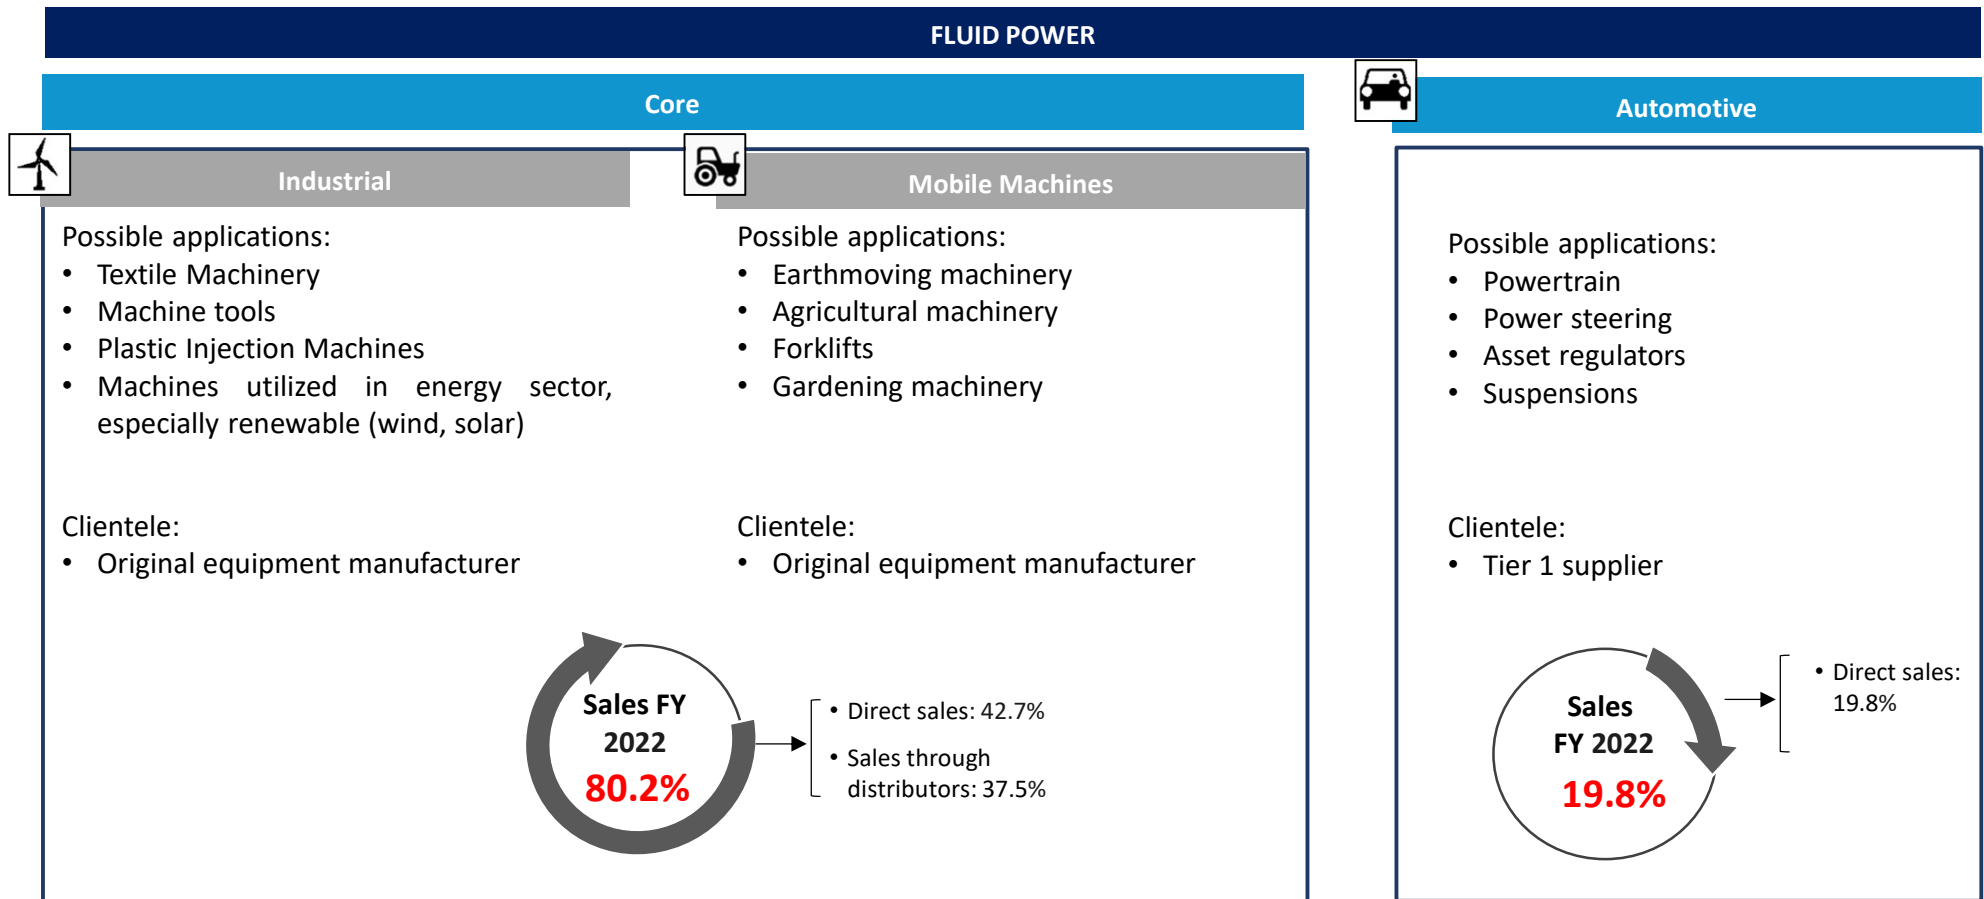 FLUID POWER
Core
Industrial
Possible applications:
• Textile Machinery
• Machine tools
• Plastic Injection Machines
• Machines utilized in energy sector,
especially renewable (wind, solar)
Clientele:
• Original equipment manufacturer
Mobile Machines
Possible applications:
• Earthmoving machinery
• Agricultural machinery
• Forklifts
• Gardening machinery
Clientele:
• Original equipment manufacturer
Sales FY
2022
80.2%
• Direct sales: 42.7%
• Sales through
distributors: 37.5%
Automotive
Possible applications:
• Powertrain
• Power steering
• Asset regulators
• Suspensions
Clientele:
• Tier 1 supplier
Sales
FY 2022
19.8%
• Direct sales:
19.8%